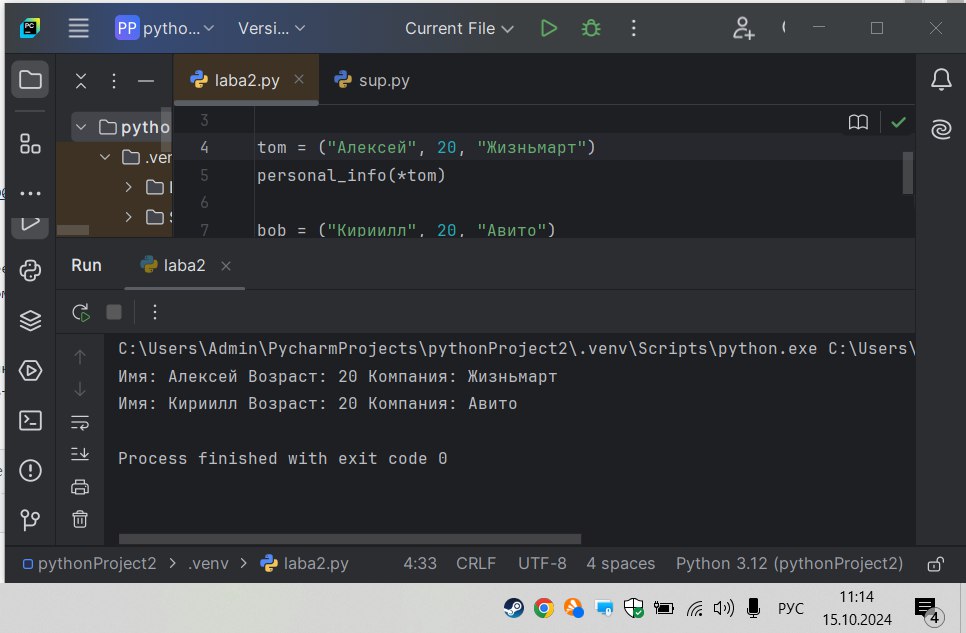 PP pytho... Versi... Current File
laba2.py sup.py
pytho
.ver
3
4 tom = ("Алексей", 20, "Жизньмарт")
5 personal_info(*tom)
6
7 bob = ("Кириилл", 20, "Авито")
Run laba2
C:\Users\Admin\PycharmProjects\pythonProject2\.venv\Scripts\python.exe C:\Users\
Имя: Алексей Возраст: 20 Компания: Жизньмарт
Имя: Кириилл Возраст: 20 Компания: Авито
Process finished with exit code 0
pythonProject2 > .venv > laba2.py 4:33 CRLF UTF-8 4 spaces Python 3.12 (pythonProject2)
РУС 11:14
15.10.2024 4